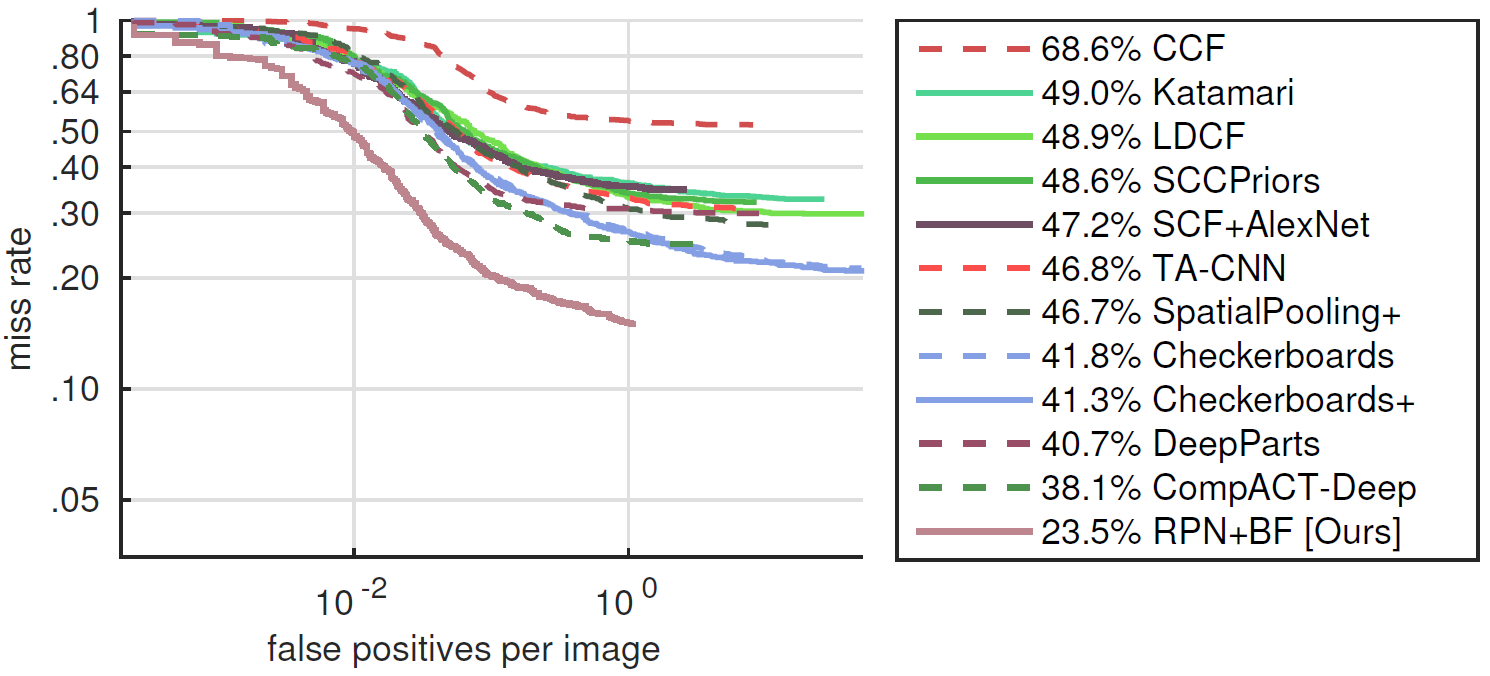 1
.80
.64
.50
.40
.30
.20
.10
.05
miss rate
10^-2
10^0
false positives per image
68.6% CCF
49.0% Katamari
48.9% LDCF
48.6% SCCPriors
47.2% SCF+AlexNet
46.8% TA-CNN
46.7% SpatialPooling+
41.8% Checkerboards
41.3% Checkerboards+
40.7% DeepParts
38.1% CompACT-Deep
23.5% RPN+BF [Ours]